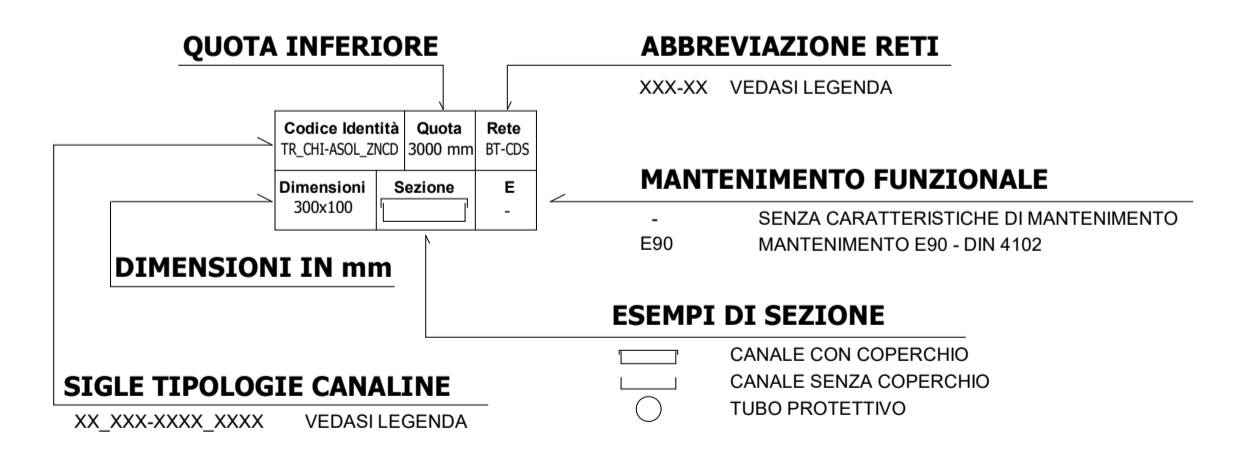 QUOTA INFERIORE
ABBREVIAZIONE RETI
XXX-XX VEDASI LEGENDA
Codice Identità Quota Rete
TR_CHI-ASOL_ZNCD 3000 mm BT-CDS
Dimensioni Sezione E
300x100 -
MANTENIMENTO FUNZIONALE
- SENZA CARATTERISTICHE DI MANTENIMENTO
E90 MANTENIMENTO E90 - DIN 4102
DIMENSIONI IN mm
ESEMPI DI SEZIONE
CANALE CON COPERCHIO
CANALE SENZA COPERCHIO
TUBO PROTETTIVO
SIGLE TIPOLOGIE CANALINE
XX_XXX-XXXX_XXXX VEDASI LEGENDA